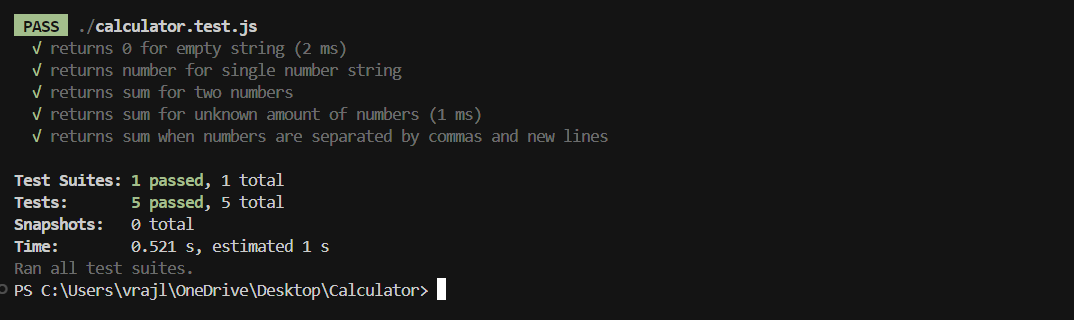 PASS ./calculator.test.js
√ returns 0 for empty string (2 ms)
√ returns number for single number string
√ returns sum for two numbers
√ returns sum for unknown amount of numbers (1 ms)
√ returns sum when numbers are separated by commas and new lines
Test Suites: 1 passed, 1 total
Tests: 5 passed, 5 total
Snapshots: 0 total
Time: 0.521 s, estimated 1 s
Ran all test suites.
PS C:\Users\vrajl\OneDrive\Desktop\Calculator>